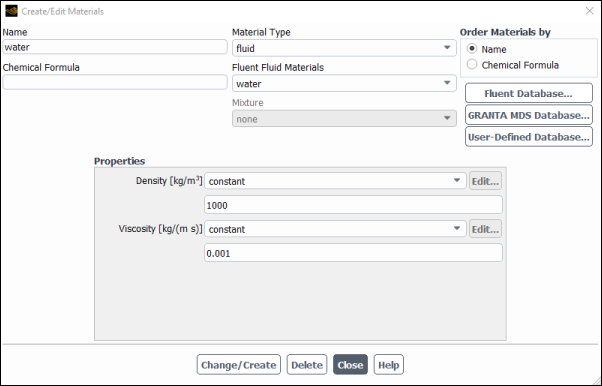 Create/Edit Materials
Name
Material Type
Order Materials by
water
fluid
Name
Chemical Formula
Chemical Formula
Fluent Fluid Materials
water
Fluent Database...
Mixture
GRANTA MDS Database...
none
User-Defined Database...
Properties
Density [kg/m³] constant Edit...
1000
Viscosity [kg/(m s)] constant Edit...
0.001
Change/Create Delete Close Help